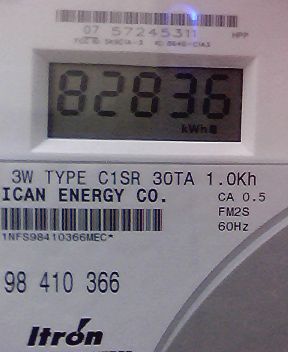 07 57245311 HPP
82836
kWh
3W TYPE C1SR 30TA 1.0Kh
ICAN ENERGY CO. CA 0.5
FM2S
60Hz
1NFS98410366MEC*
98 410 366
Itron